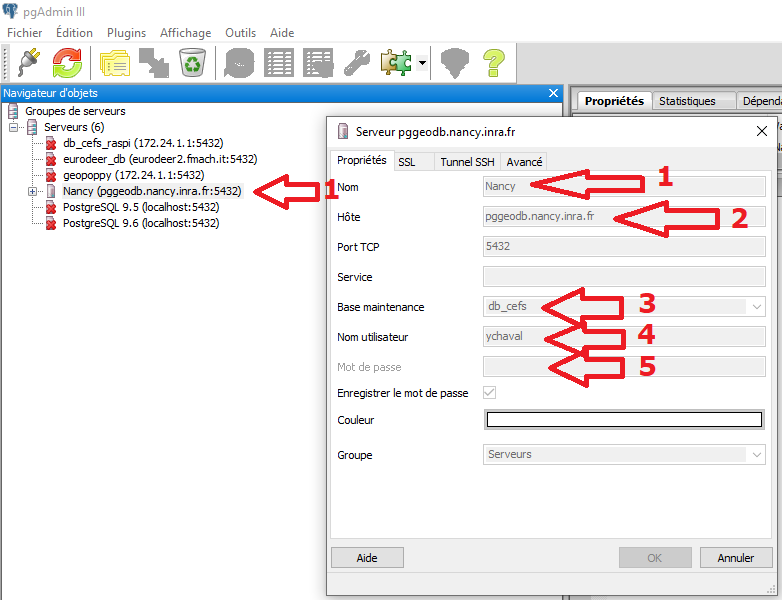 pgAdmin III
Fichier Édition Plugins Affichage Outils Aide
Navigateur d'objets
Groupes de serveurs
Serveurs (6)
db_cefs_raspi (172.24.1.1:5432)
eurodeer_db (eurodeer2.fmach.it:5432)
geopoppy (172.24.1.1:5432)
Nancy (pggeodb.nancy.inra.fr:5432) 1
PostgreSQL 9.5 (localhost:5432)
PostgreSQL 9.6 (localhost:5432)
Propriétés Statistiques Dépenda
Serveur pggeodb.nancy.inra.fr
Propriétés SSL Tunnel SSH Avancé
Nom Nancy 1
Hôte pggeodb.nancy.inra.fr 2
Port TCP 5432
Service
Base maintenance db_cefs 3
Nom utilisateur ychaval 4
Mot de passe 5
Enregistrer le mot de passe
Couleur
Groupe Serveurs
Aide OK Annuler